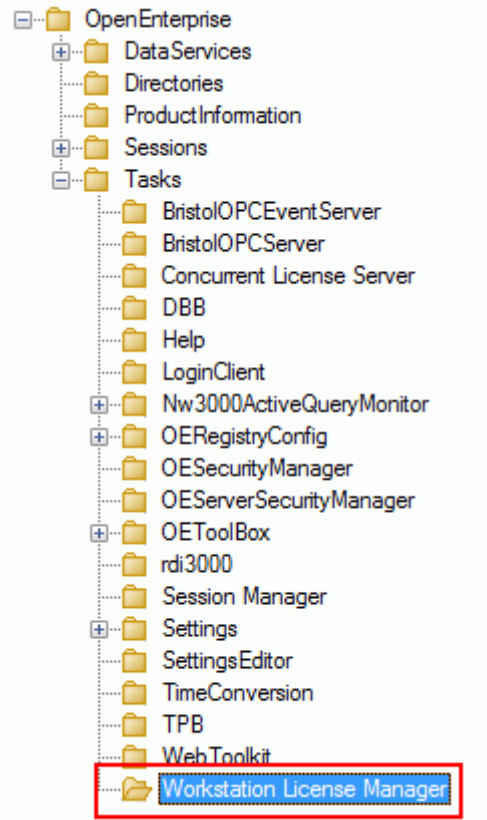 OpenEnterprise
DataServices
Directories
ProductInformation
Sessions
Tasks
BristolOPCEventServer
BristolOPCServer
Concurrent License Server
DBB
Help
LoginClient
Nw3000ActiveQueryMonitor
OERegistryConfig
OESecurityManager
OEServerSecurityManager
OEToolBox
rdi3000
Session Manager
Settings
SettingsEditor
TimeConversion
TPB
WebToolkit
Workstation License Manager